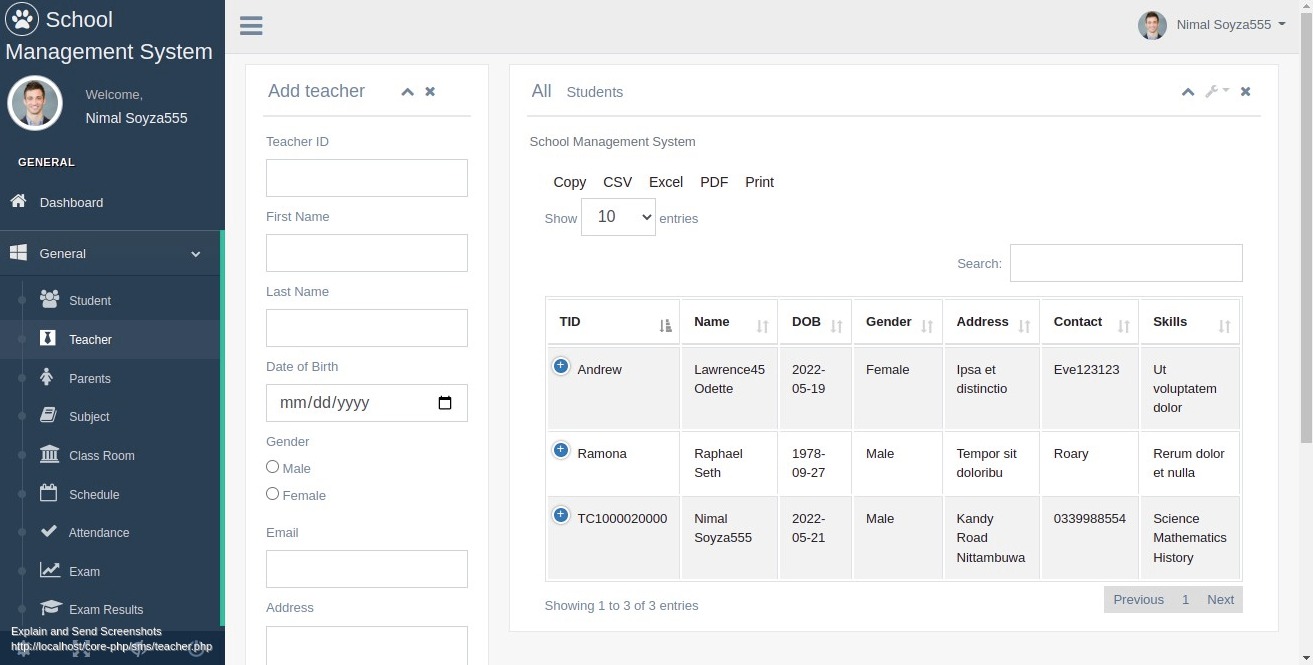 School
Management System
Welcome,
Nimal Soyza555
GENERAL
Dashboard
General
Student
Teacher
Parents
Subject
Class Room
Schedule
Attendance
Exam
Exam Results
Explain and Send Screenshots
http://localhost/core-php/sms/teacher.php
Nimal Soyza555
Add teacher
Teacher ID
First Name
Last Name
Date of Birth
mm/dd/yyyy
Gender
Male
Female
Email
Address
All Students
School Management System
Copy CSV Excel PDF Print
Show 10 entries
Search:
TID Name DOB Gender Address Contact Skills
Andrew Lawrence45 2022- Female Ipsa et Eve123123 Ut
Odette 05-19 distinctio voluptatem
dolor
Ramona Raphael 1978- Male Tempor sit Roary Rerum dolor
Seth 09-27 doloribu et nulla
TC1000020000 Nimal 2022- Male Kandy 0339988554 Science
Soyza555 05-21 Road Mathematics
Nittambuwa History
Showing 1 to 3 of 3 entries
Previous 1 Next